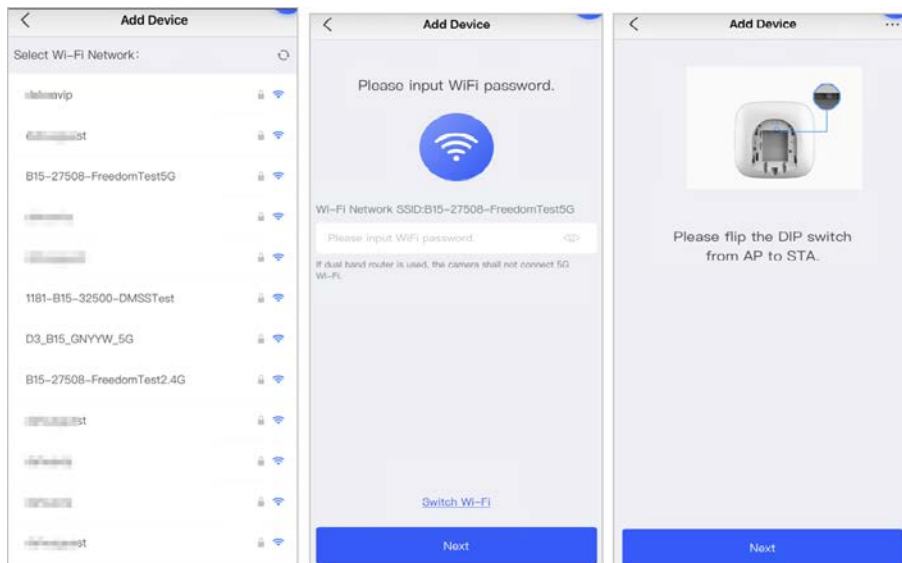 Add Device
Select Wi-Fi Network:
B15-27508-FreedomTest5G
1181-B15-32500-DMSSTest
D3_B15_GNYYW_5G
B15-27508-FreedomTest2.4G
Add Device
Please input WiFi password.
Wi-Fi Network SSID:B15-27508-FreedomTest5G
Please input WiFi password.
If dual band router is used, the camera shall not connect 5G
Wi-Fi.
Switch Wi-Fi
Next
Add Device
Please flip the DIP switch
from AP to STA.
Next